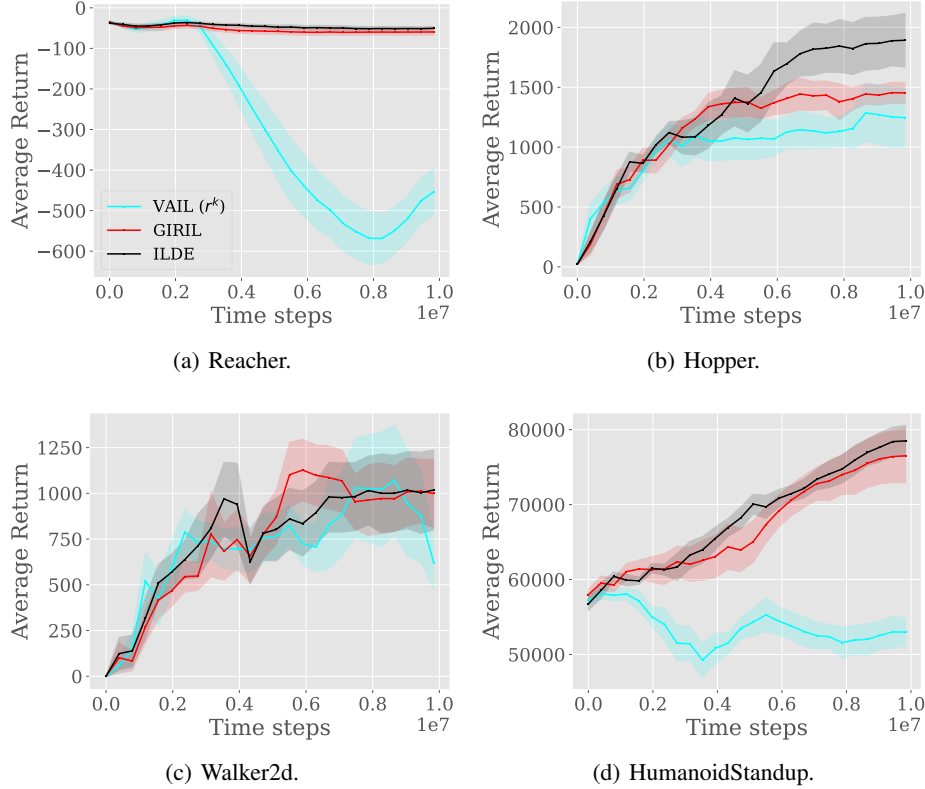 0
−100
−200
−300
−400
−500
−600
Average Return
VAIL (r^k)
GIRIL
ILDE
0.0 0.2 0.4 0.6 0.8 1.0
Time steps 1e7
(a) Reacher.
2000
1500
1000
500
0
Average Return
0.0 0.2 0.4 0.6 0.8 1.0
Time steps 1e7
(b) Hopper.
1250
1000
750
500
250
0
Average Return
0.0 0.2 0.4 0.6 0.8 1.0
Time steps 1e7
(c) Walker2d.
80000
70000
60000
50000
Average Return
0.0 0.2 0.4 0.6 0.8 1.0
Time steps 1e7
(d) HumanoidStandup.